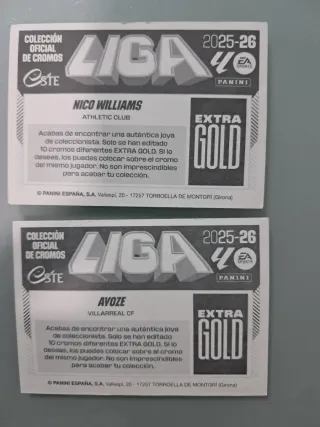 COLECCIÓN
OFICIAL
DE CROMOS
Este
LIGA
2025-26
EA SPORTS
PANINI
NICO WILLIAMS
ATHLETIC CLUB
Acabas de encontrar una auténtica joya
de coleccionista. Solo se han editado
10 cromos diferentes EXTRA GOLD. Si lo
deseas, los puedes colocar sobre el cromo
del mismo jugador. No son imprescindibles
para acabar tu colección.
EXTRA
GOLD
© PANINI ESPAÑA, S.A. Vallespí, 20 - 17257 TORROELLA DE MONTGRÍ (Girona)
COLECCIÓN
OFICIAL
DE CROMOS
Este
LIGA
2025-26
EA SPORTS
PANINI
AYOZE
VILLARREAL CF
Acabas de encontrar una auténtica joya
de coleccionista. Solo se han editado
10 cromos diferentes EXTRA GOLD. Si lo
deseas, los puedes colocar sobre el cromo
del mismo jugador. No son imprescindibles
para acabar tu colección.
EXTRA
GOLD
© PANINI ESPAÑA, S.A. Vallespí, 20 - 17257 TORROELLA DE MONTGRÍ (Girona)